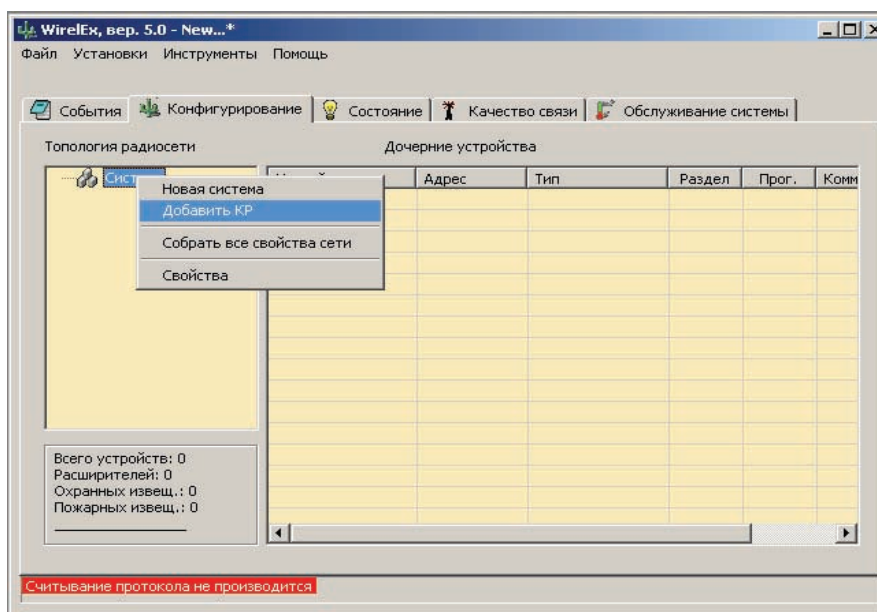 WirelEx, вер. 5.0 - New...*
Файл Установки Инструменты Помощь
События Конфигурирование Состояние Качество связи Обслуживание системы
Топология радиосети Дочерние устройства
Адрес Тип Раздел Прог. Комм
Новая система
Добавить КР
Собрать все свойства сети
Свойства
Всего устройств: 0
Расширителей: 0
Охранных извещ.: 0
Пожарных извещ.: 0
Считывание протокола не производится